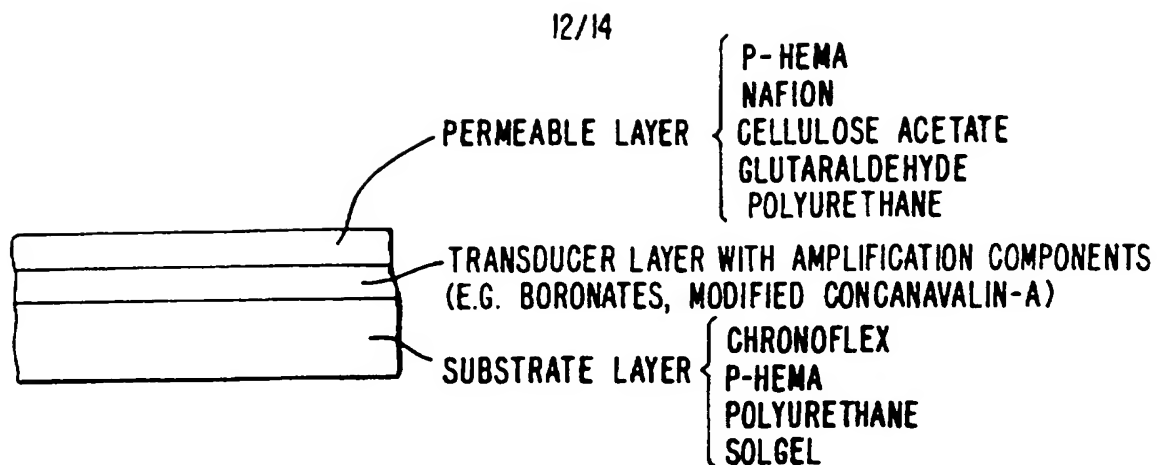 12/14
P-HEMA
NAFION
PERMEABLE LAYER CELLULOSE ACETATE
GLUTARALDEHYDE
POLYURETHANE
TRANSDUCER LAYER WITH AMPLIFICATION COMPONENTS
(E.G. BORONATES, MODIFIED CONCANAVALIN-A)
CHRONOFLEX
SUBSTRATE LAYER P-HEMA
POLYURETHANE
SOLGEL